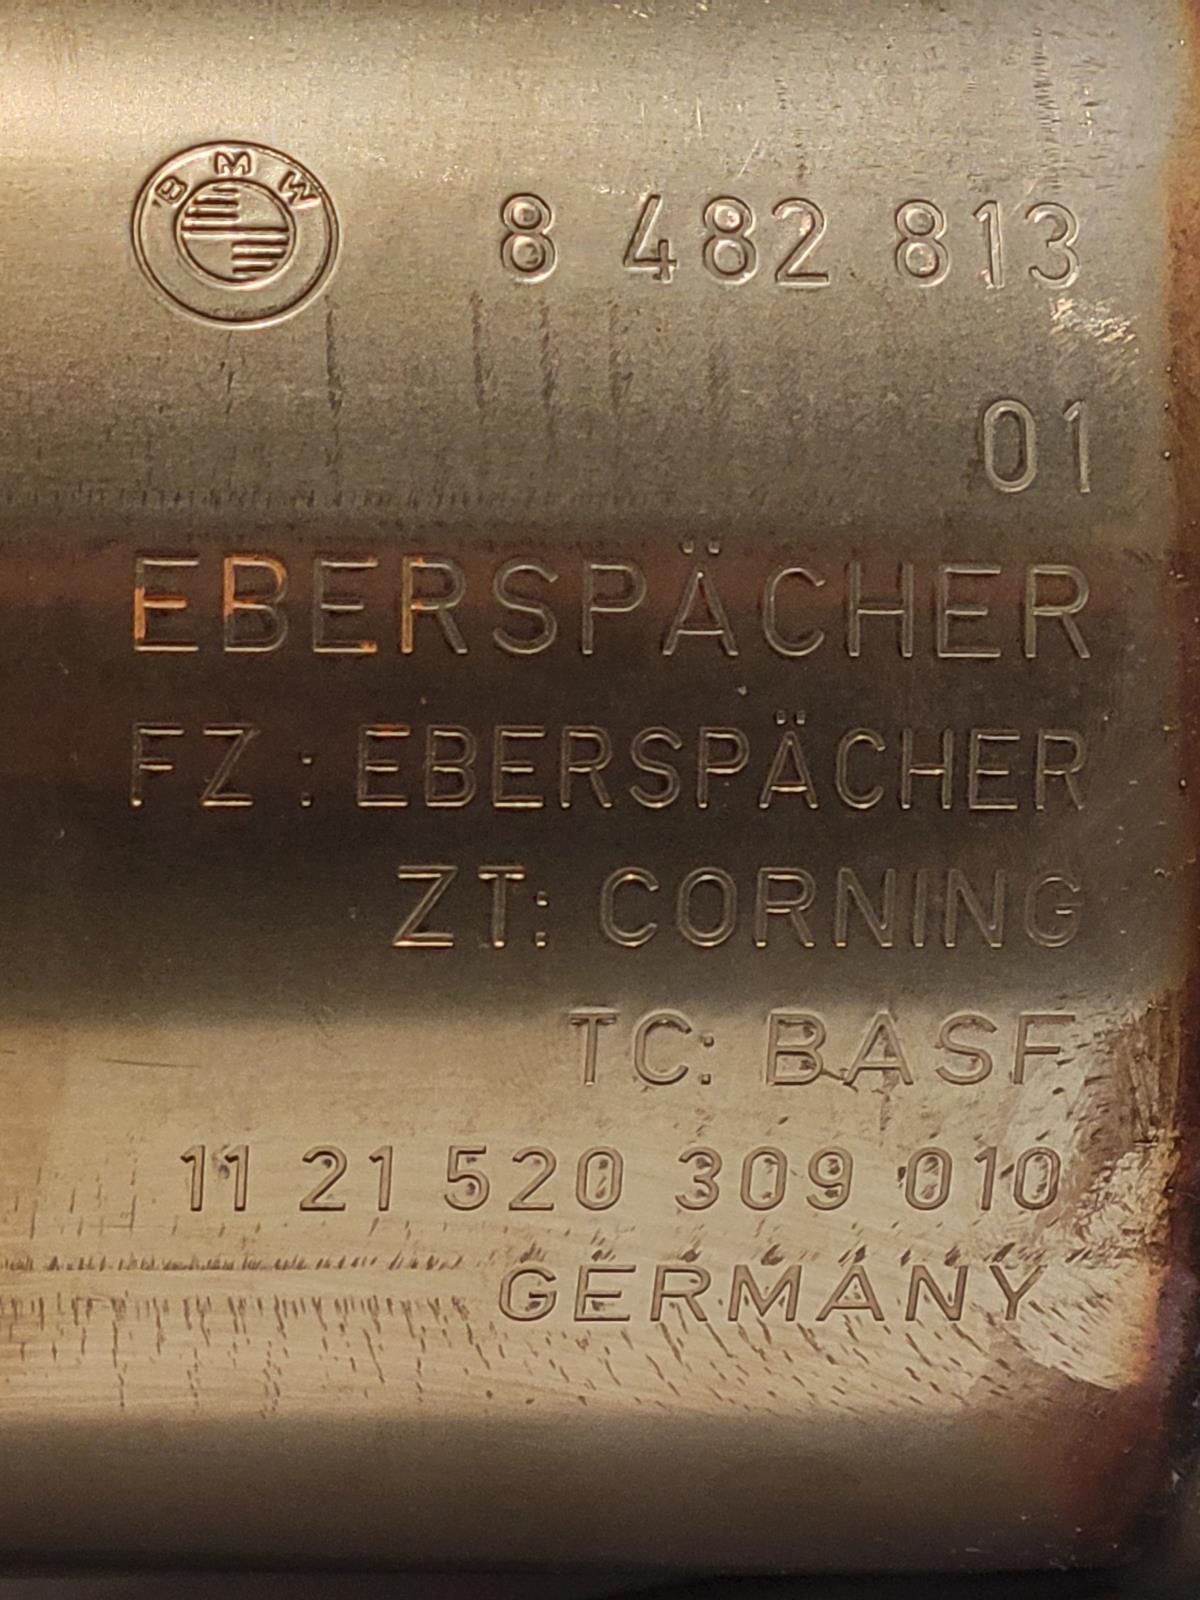 BMW 8 482 813
01
EBERSPÄCHER
FZ : EBERSPÄCHER
ZT: CORNING
TC: BASF
11 21 520 309 010
GERMANY